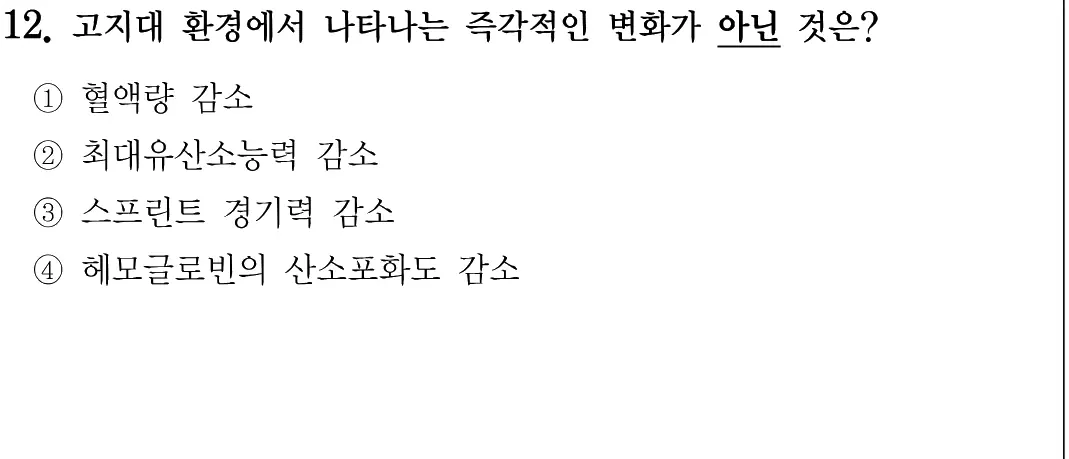 12. 고지대 환경에서 나타나는 즉각적인 변화가 아닌 것은?
① 혈액량 감소
② 최대유산소능력 감소
③ 스프린트 경기력 감소
④ 헤모글로빈의 산소포화도 감소